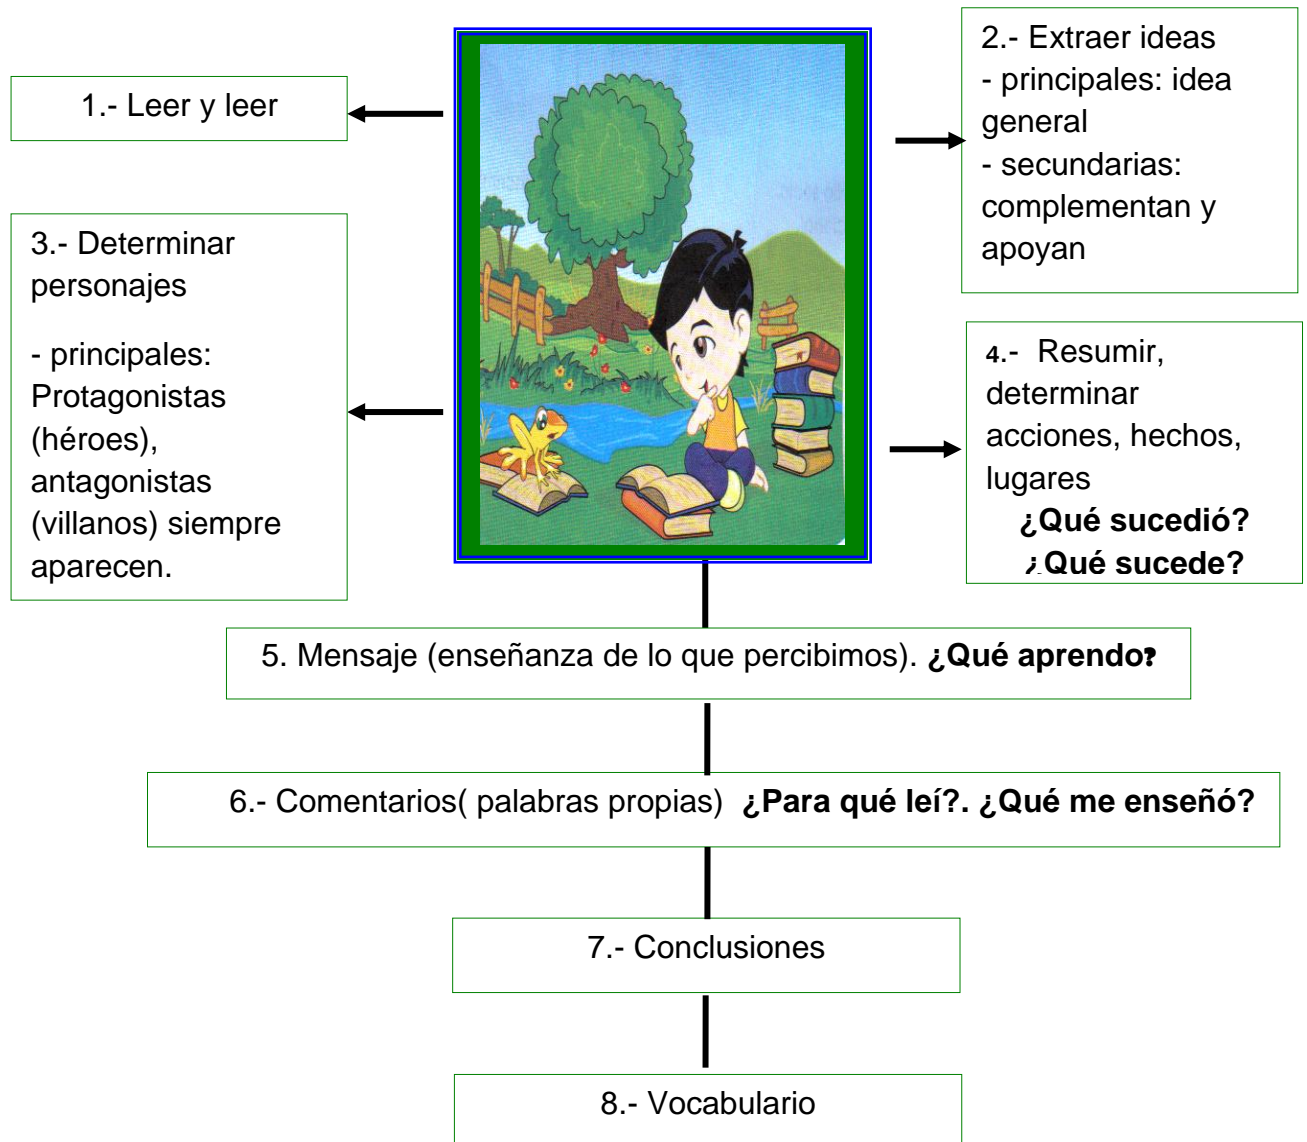 1.- Leer y leer
2.- Extraer ideas
- principales: idea
general
- secundarias:
complementan y
apoyan
3.- Determinar
personajes
- principales:
Protagonistas
(héroes),
antagonistas
(villanos) siempre
aparecen.
4.- Resumir,
determinar
acciones, hechos,
lugares
¿Qué sucedió?
¿Qué sucede?
5. Mensaje (enseñanza de lo que percibimos). ¿Qué aprendo?
6.- Comentarios( palabras propias) ¿Para qué leí?. ¿Qué me enseñó?
7.- Conclusiones
8.- Vocabulario